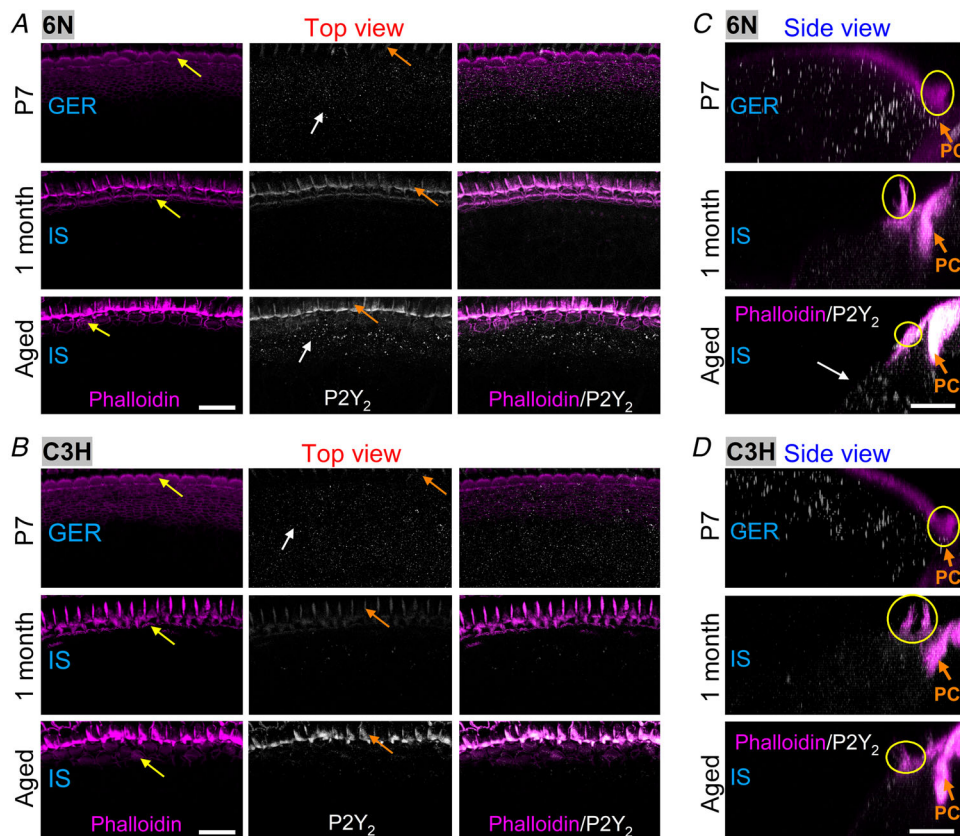 A 6N Top view
P7
GER
1 month
IS
Aged
IS
Phalloidin P2Y₂ Phalloidin/P2Y₂
C 6N Side view
P7
GER
PC
1 month
IS
PC
Aged
Phalloidin/P2Y₂
IS
PC
B C3H Top view
P7
GER
1 month
IS
Aged
IS
Phalloidin P2Y₂ Phalloidin/P2Y₂
D C3H Side view
P7
GER
PC
1 month
IS
PC
Aged
Phalloidin/P2Y₂
IS
PC